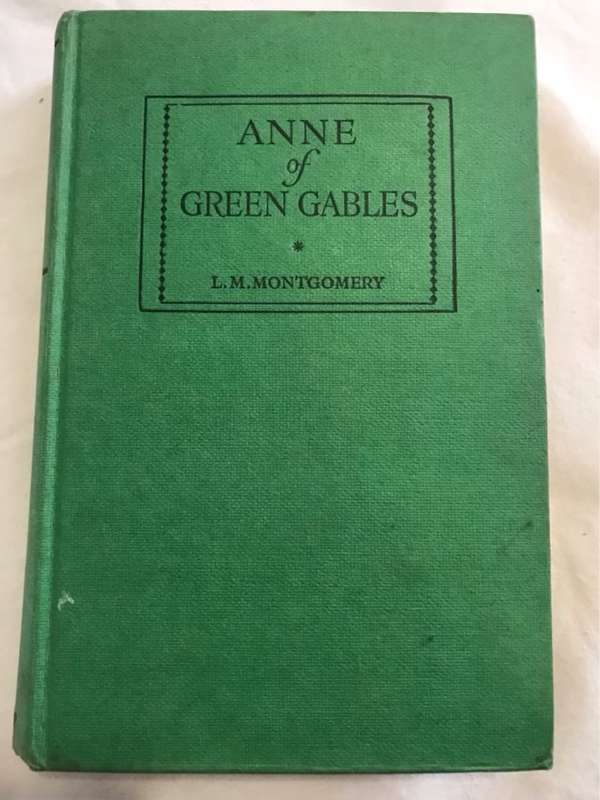 ANNE
of
GREEN GABLES
*
L. M. MONTGOMERY